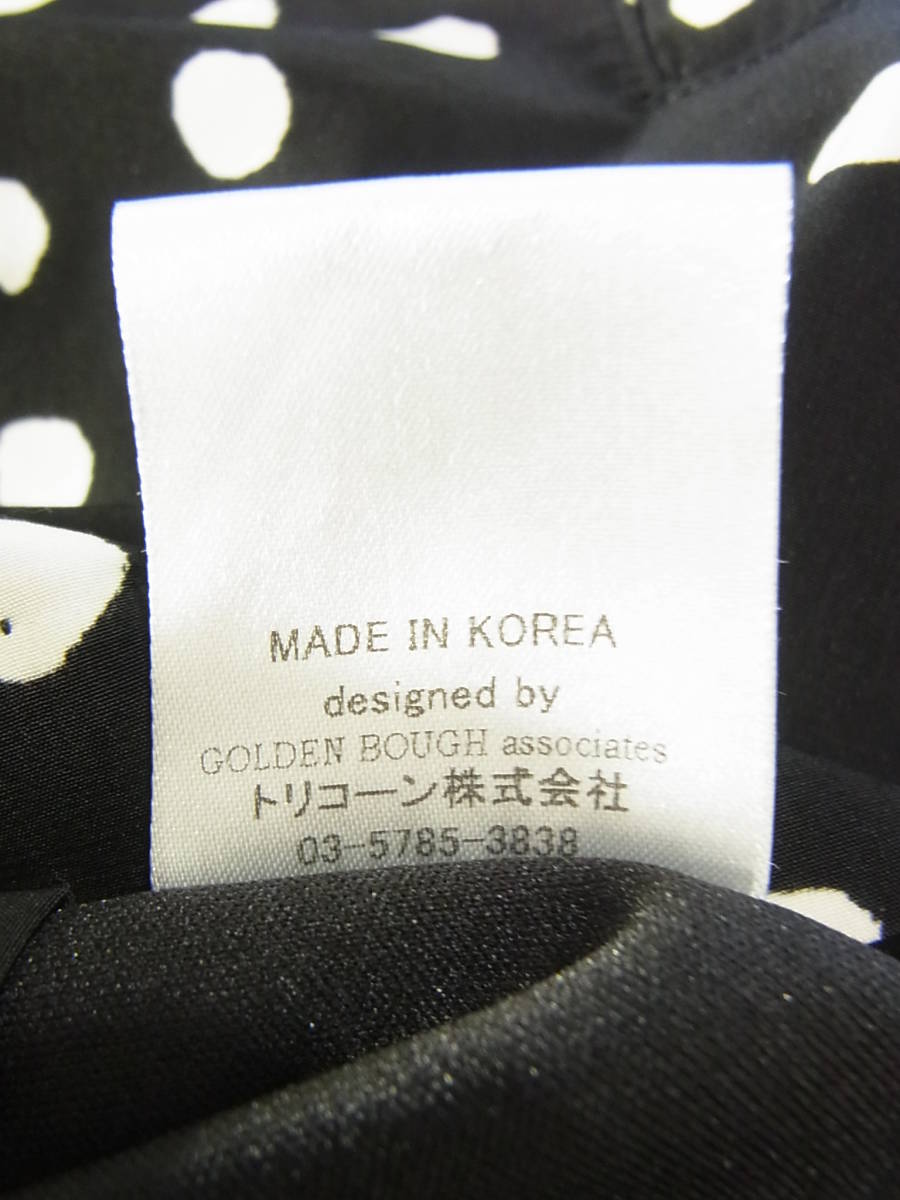 MADE IN KOREA
designed by
GOLDEN BOUGH associates
トリコーン株式会社
03-5785-3838